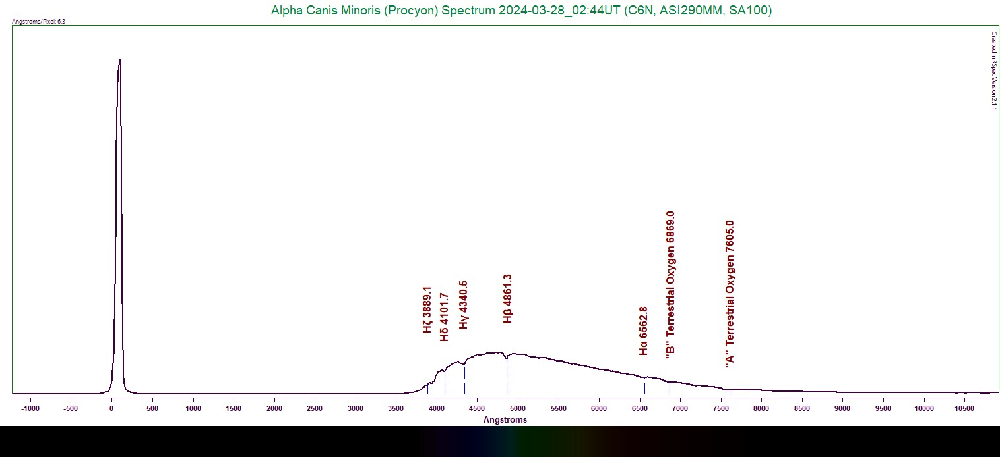 Alpha Canis Minoris (Procyon) Spectrum 2024-03-28_02:44UT (C6N, ASI290MM, SA100)
Angstroms/Pixel: 6.3
Created in RSpec Version 2.1.1
Hζ 3889.1
Hδ 4101.7
Hγ 4340.5
Hβ 4861.3
Hα 6562.8
"B" Terrestrial Oxygen 6869.0
"A" Terrestrial Oxygen 7605.0
-1000 -500 0 500 1000 1500 2000 2500 3000 3500 4000 4500 5000 5500 6000 6500 7000 7500 8000 8500 9000 9500 10000 10500
Angstroms